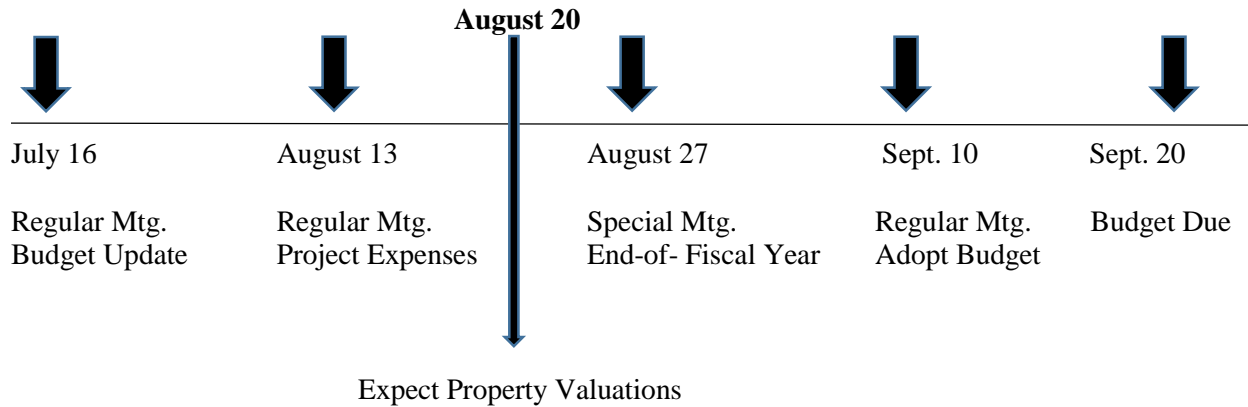 August 20
July 16
August 13
August 27
Sept. 10
Sept. 20
Regular Mtg.
Budget Update
Regular Mtg.
Project Expenses
Special Mtg.
End-of- Fiscal Year
Regular Mtg.
Adopt Budget
Budget Due
Expect Property Valuations